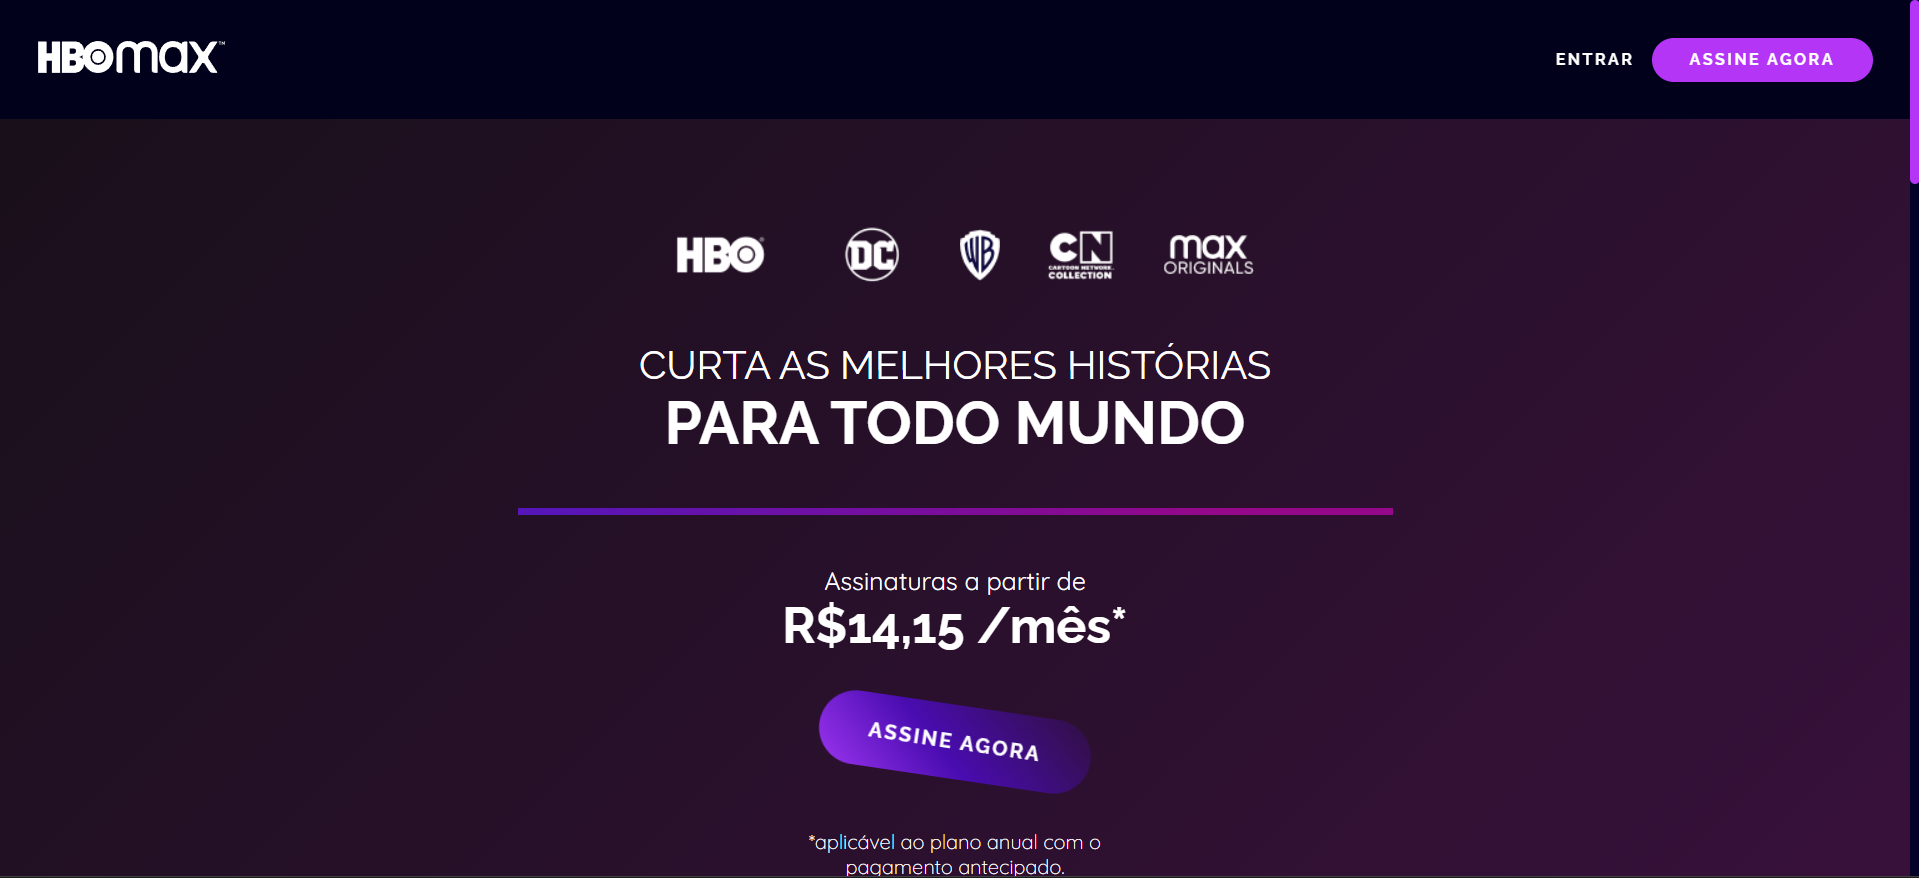 HBOmax™
ENTRAR
ASSINE AGORA
HBO®
DC
WB
CN
CARTOON NETWORK™
COLLECTION
max
ORIGINALS
CURTA AS MELHORES HISTÓRIAS
PARA TODO MUNDO
Assinaturas a partir de
R$14,15 /mês*
ASSINE AGORA
*aplicável ao plano anual com o
pagamento antecipado.